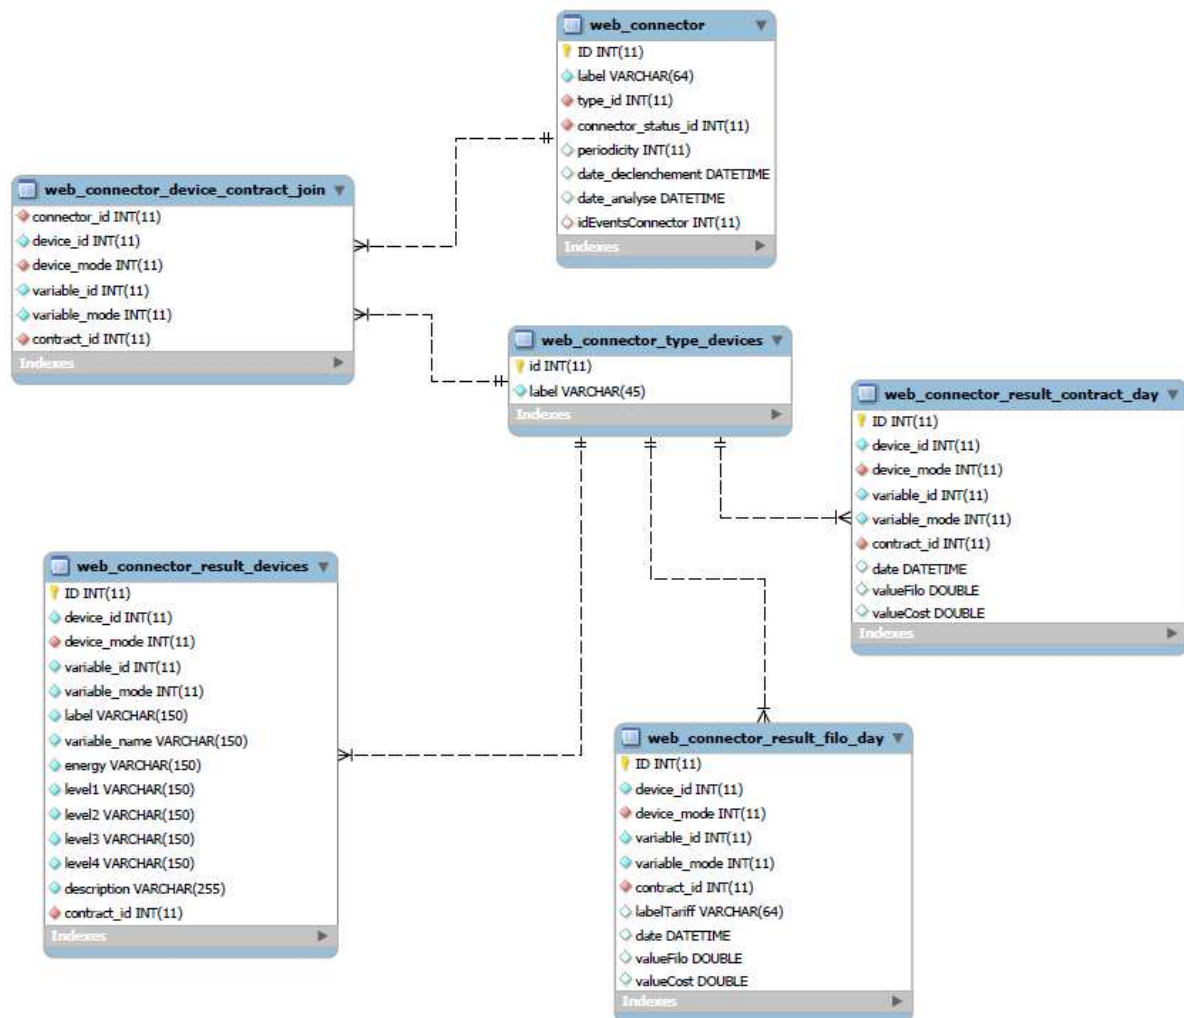 web_connector
ID INT(11)
label VARCHAR(64)
type_id INT(11)
connector_status_id INT(11)
periodicity INT(11)
date_declenchement DATETIME
date_analyse DATETIME
idEventsConnector INT(11)
Indexes
web_connector_device_contract_join
connector_id INT(11)
device_id INT(11)
device_mode INT(11)
variable_id INT(11)
variable_mode INT(11)
contract_id INT(11)
Indexes
web_connector_type_devices
id INT(11)
label VARCHAR(45)
Indexes
web_connector_result_contract_day
ID INT(11)
device_id INT(11)
device_mode INT(11)
variable_id INT(11)
variable_mode INT(11)
contract_id INT(11)
date DATETIME
valueFilo DOUBLE
valueCost DOUBLE
Indexes
web_connector_result_devices
ID INT(11)
device_id INT(11)
device_mode INT(11)
variable_id INT(11)
variable_mode INT(11)
label VARCHAR(150)
variable_name VARCHAR(150)
energy VARCHAR(150)
level1 VARCHAR(150)
level2 VARCHAR(150)
level3 VARCHAR(150)
level4 VARCHAR(150)
description VARCHAR(255)
contract_id INT(11)
Indexes
web_connector_result_filo_day
ID INT(11)
device_id INT(11)
device_mode INT(11)
variable_id INT(11)
variable_mode INT(11)
contract_id INT(11)
labelTariff VARCHAR(64)
date DATETIME
valueFilo DOUBLE
valueCost DOUBLE
Indexes